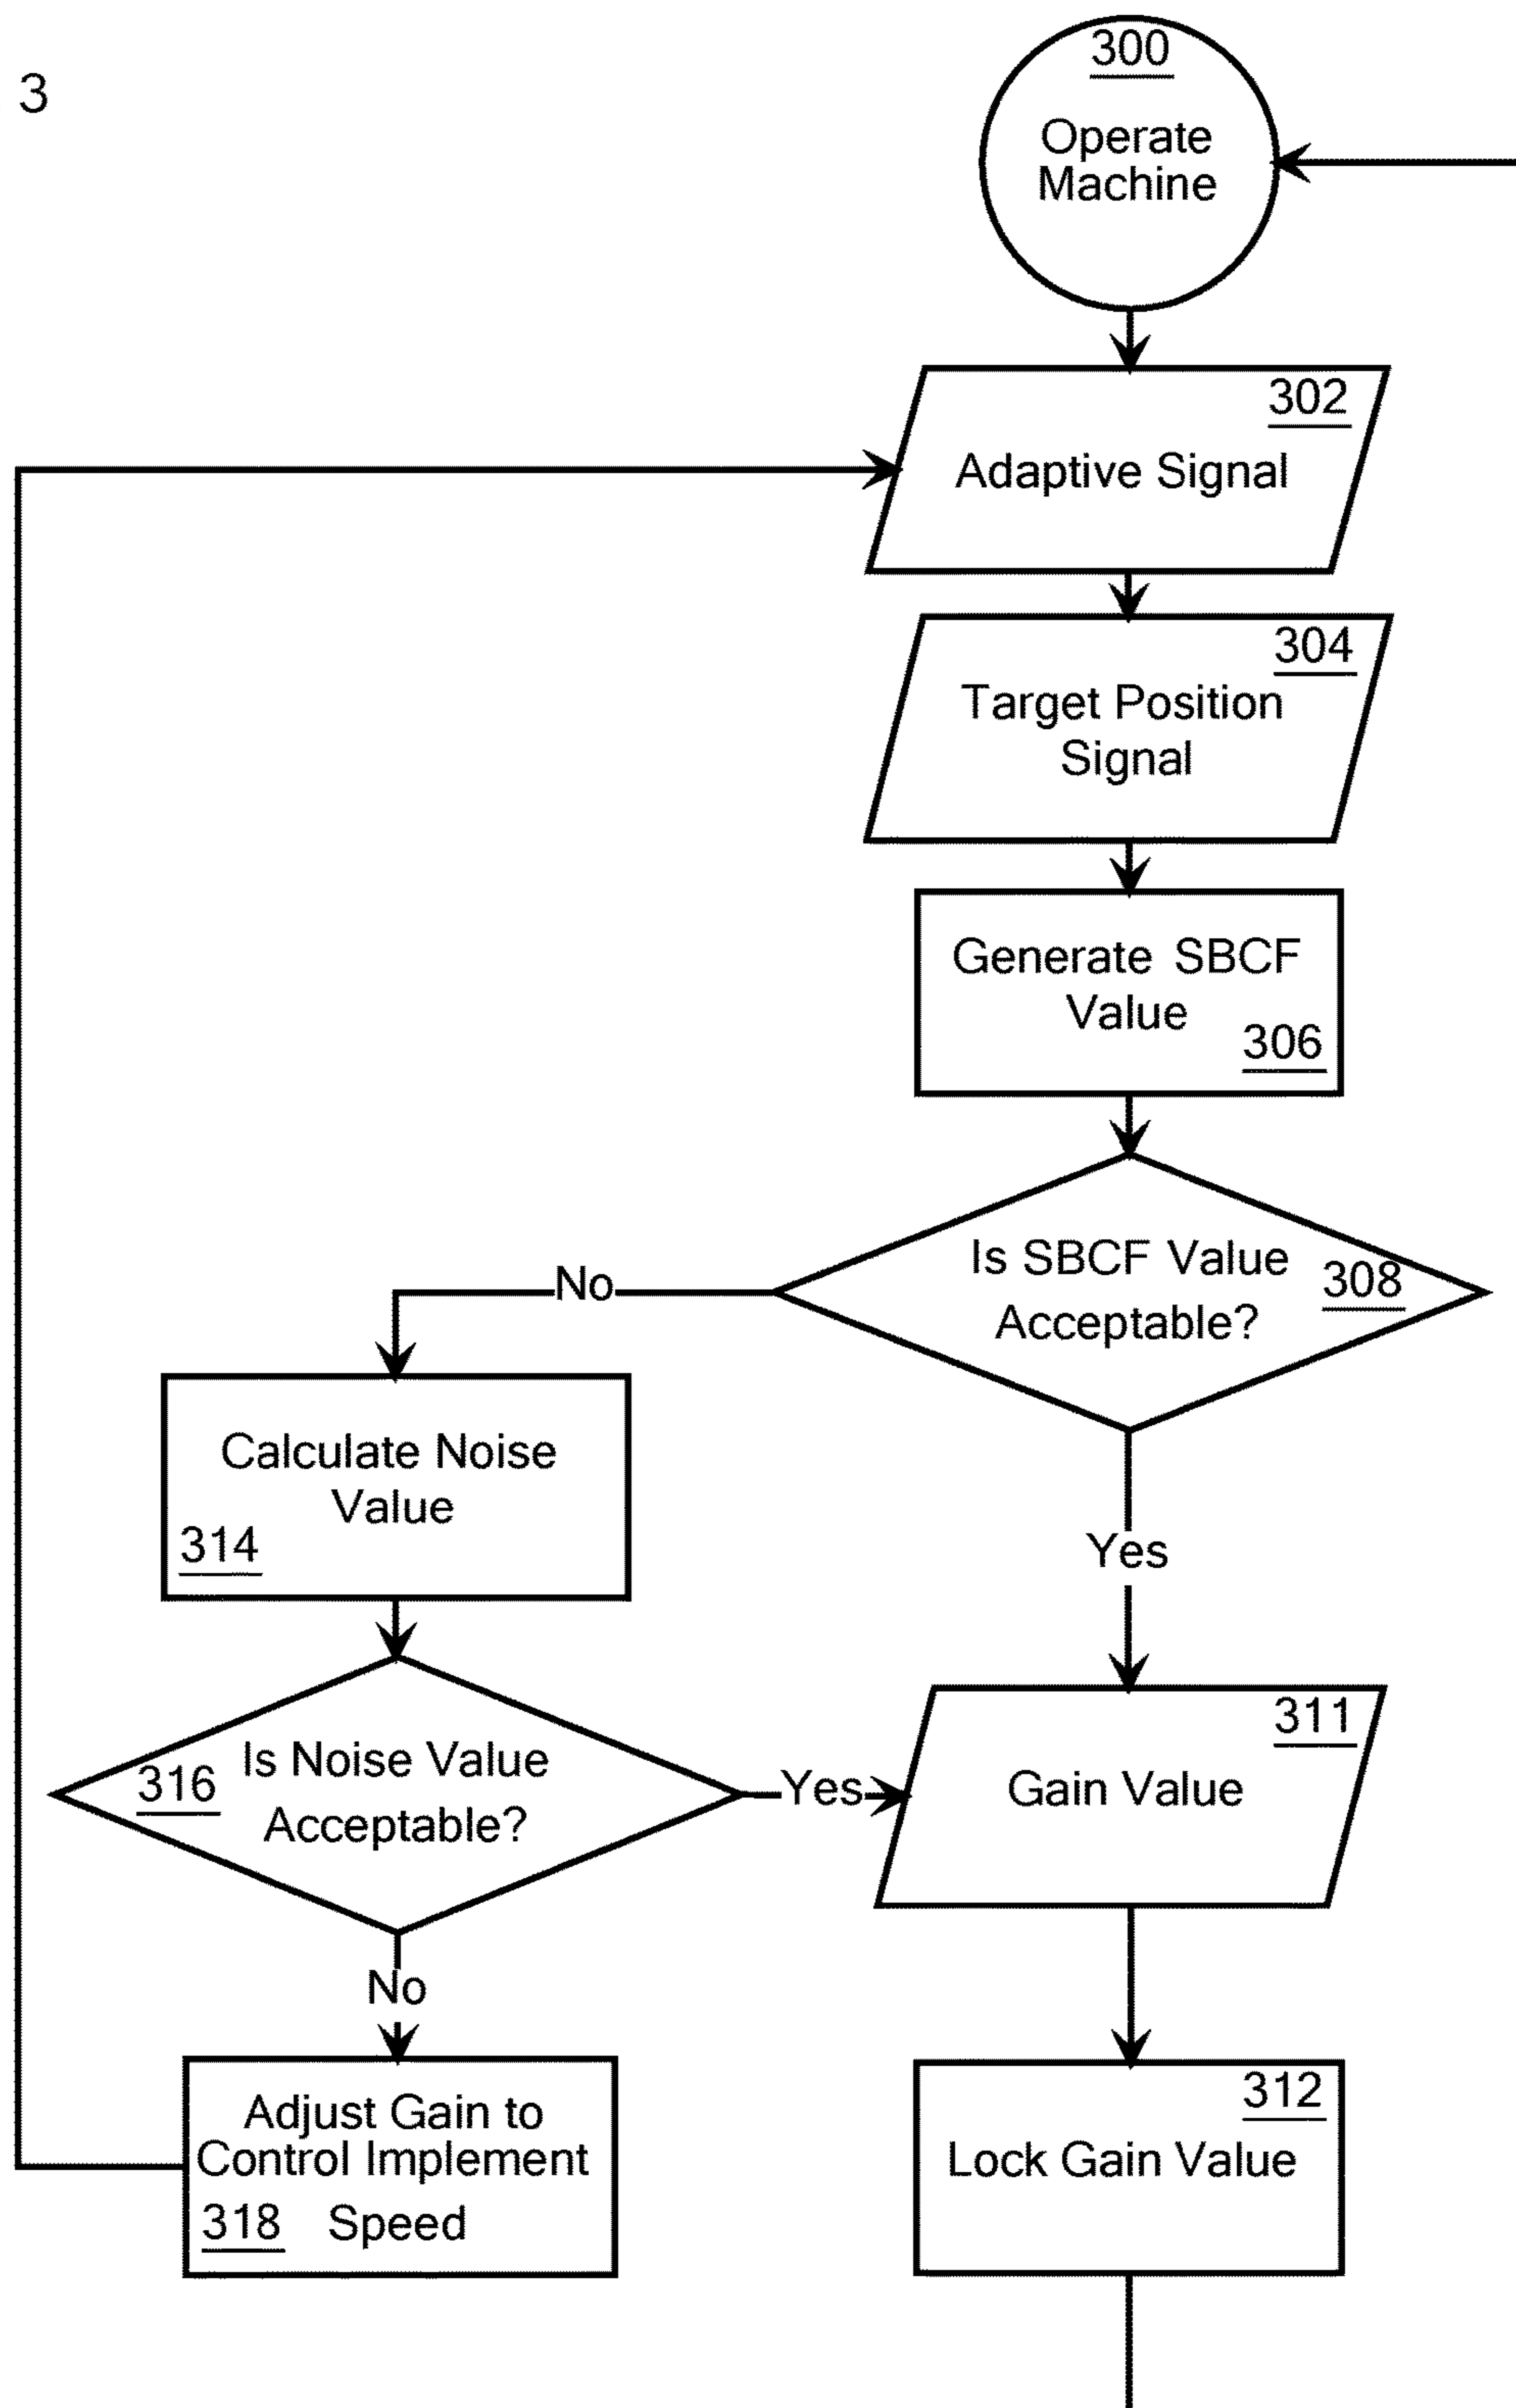 3
300
Operate
Machine
302
Adaptive Signal
304
Target Position
Signal
Generate SBCF
Value
306
Is SBCF Value
308
Acceptable?
No
Calculate Noise
Value
314
Yes
Is Noise Value
316
Acceptable?
Yes
311
Gain Value
No
Adjust Gain to
Control Implement
318 Speed
312
Lock Gain Value